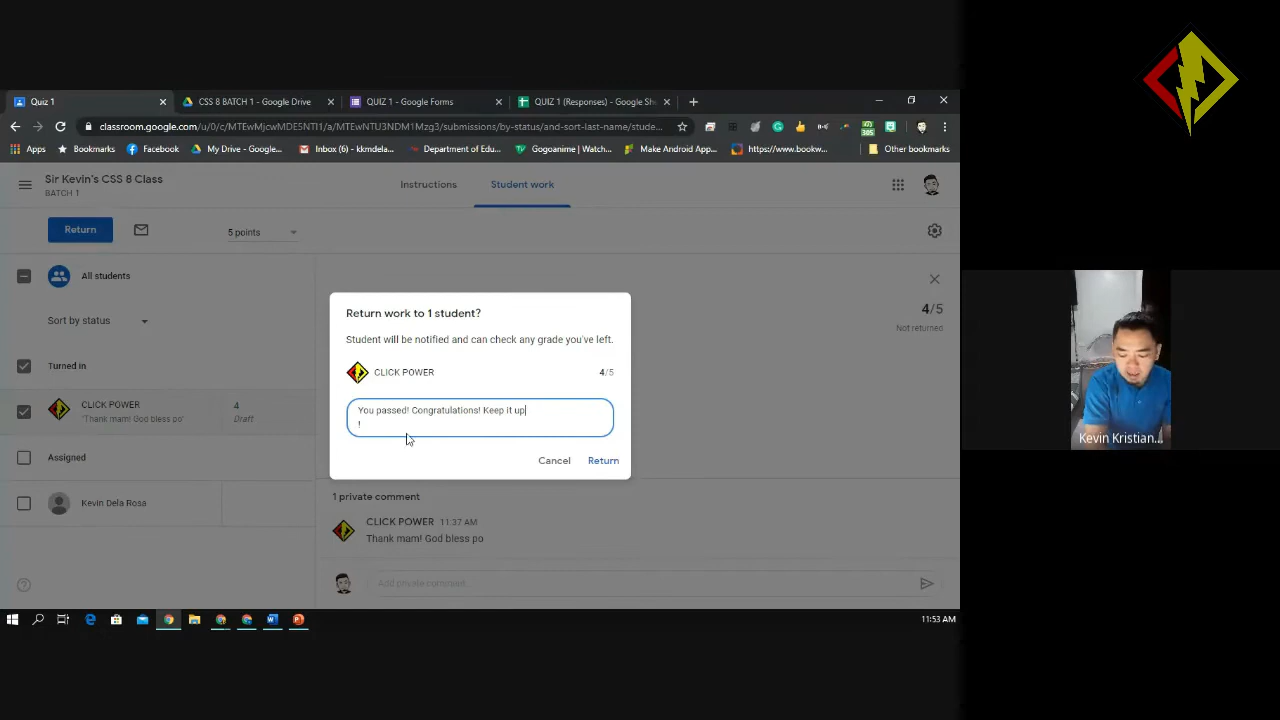 Quiz 1
CSS 8 BATCH 1 - Google Drive
QUIZ 1 - Google Forms
QUIZ 1 (Responses) - Google Sh
classroom.google.com/u/0/c/MTEwMjcwMDE5NTI1/a/MTEwNTU3NDM1Mzg3/submissions/by-status/and-sort-last-name/stude...
Apps
Bookmarks
Facebook
My Drive - Google...
Inbox (6) - kkmdela...
Department of Edu...
Gogoanime | Watch...
Make Android App...
https://www.bookw...
Other bookmarks
Sir Kevin's CSS 8 Class
BATCH 1
Instructions
Student work
Return
5 points
All students
Sort by status
Turned in
CLICK POWER
"Thank mam! God bless po"
4
Draft
Assigned
Kevin Dela Rosa
4/5
Not returned
Return work to 1 student?
Student will be notified and can check any grade you've left.
CLICK POWER
4/5
You passed! Congratulations! Keep it up
!
Cancel
Return
1 private comment
CLICK POWER 11:37 AM
Thank mam! God bless po
Add private comment...
11:53 AM
Kevin Kristian...